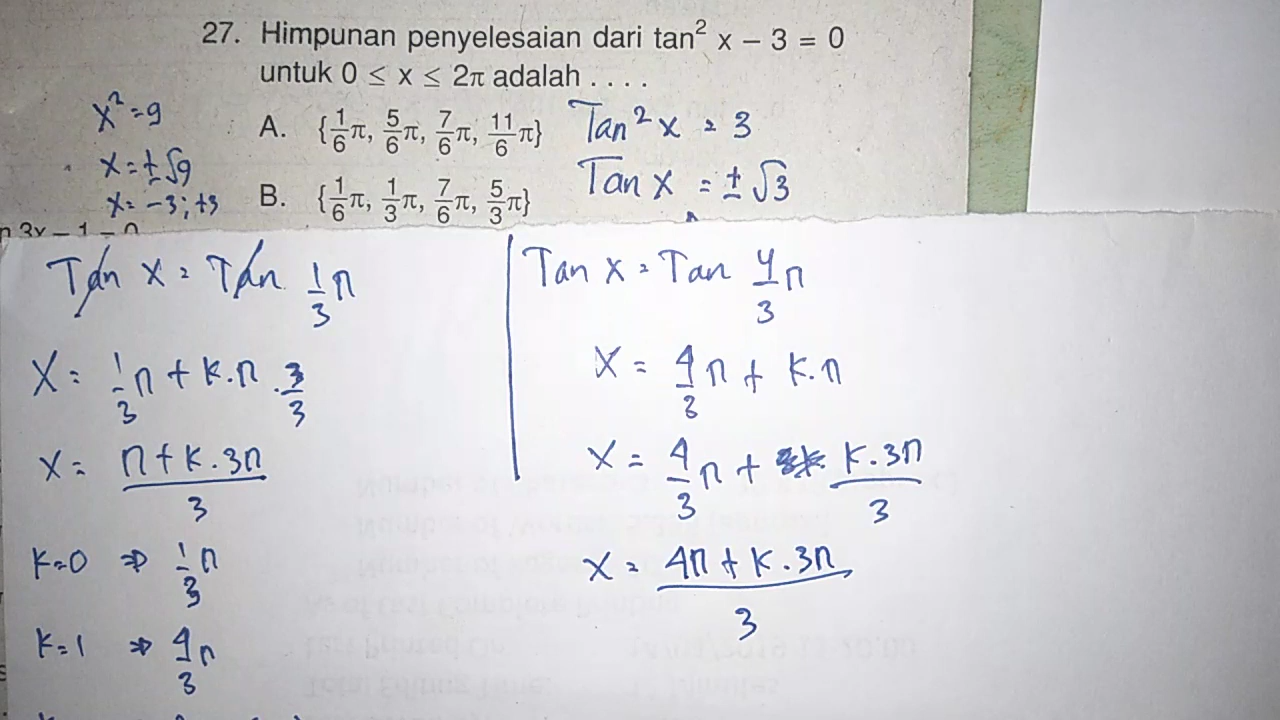 27. Himpunan penyelesaian dari tan² x − 3 = 0
untuk 0 ≤ x ≤ 2π adalah . . . .
A. {1/6π, 5/6π, 7/6π, 11/6π}
B. {1/6π, 1/3π, 7/6π, 5/3π}
x² = 9
x = ± √9
x = −3 ; +3
Tan² x = 3
Tan x = ± √3
3x − 1 = 0
Tan x = Tan 1/3 π
x = 1/3 π + k.π . 3/3
x = π + k.3π / 3
k=0 ⇒ 1/3 π
k=1 ⇒ 4/3 π
Tan x = Tan 4/3 π
x = 4/3 π + k.π
x = 4/3 π + k.3π / 3
x = 4π + k.3π / 3